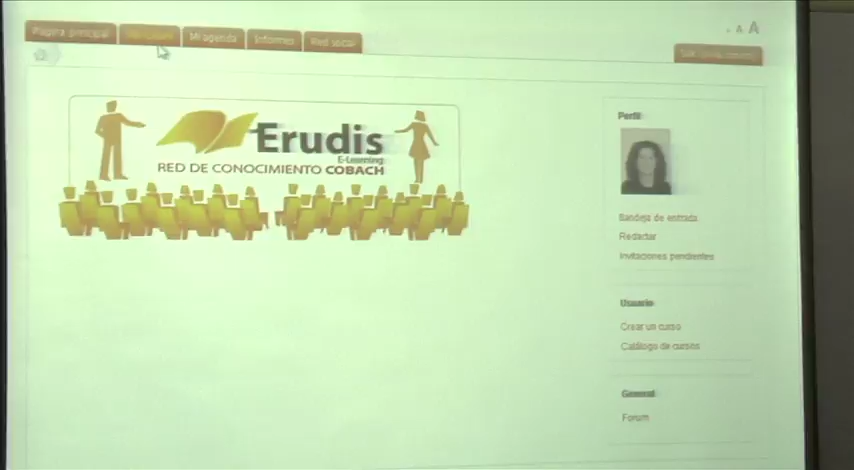 Página principal
Mi agenda
Informes
Red social
A A A
Erudis
E-Learning
RED DE CONOCIMIENTO COBACH
Perfil
Bandeja de entrada
Redactar
Invitaciones pendientes
Usuario
Crear un curso
Catálogo de cursos
General
Forum